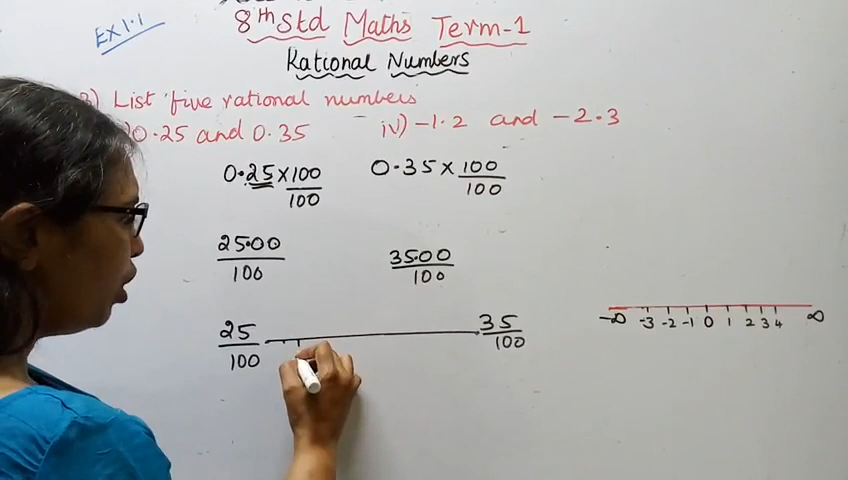 Ex 1.1
8th Std Maths Term-1
Rational Numbers
3) List five rational numbers
0.25 and 0.35 iv) -1.2 and -2.3
0.25 x 100/100 0.35 x 100/100
25.00/100 35.00/100
25/100 35/100
-∞ -3 -2 -1 0 1 2 3 4 ∞